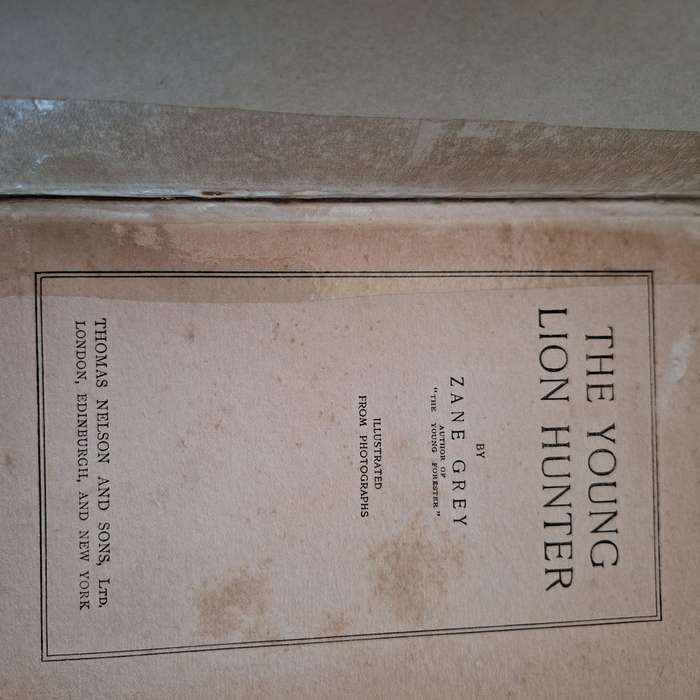 THE YOUNG
LION HUNTER
BY
ZANE GREY
AUTHOR OF
"THE YOUNG FORESTER"
ILLUSTRATED
FROM PHOTOGRAPHS
THOMAS NELSON AND SONS, LTD.
LONDON, EDINBURGH, AND NEW YORK